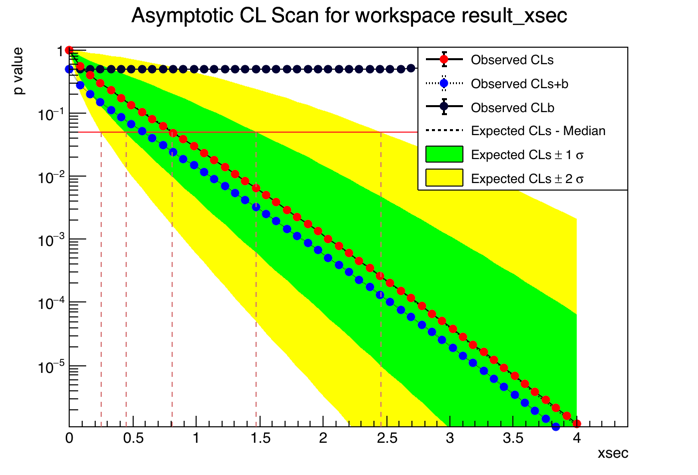 Asymptotic CL Scan for workspace result_xsec
p value
1
10⁻¹
10⁻²
10⁻³
10⁻⁴
10⁻⁵
Observed CLs
Observed CLs+b
Observed CLb
Expected CLs - Median
Expected CLs ± 1 σ
Expected CLs ± 2 σ
0 0.5 1 1.5 2 2.5 3 3.5 4
xsec